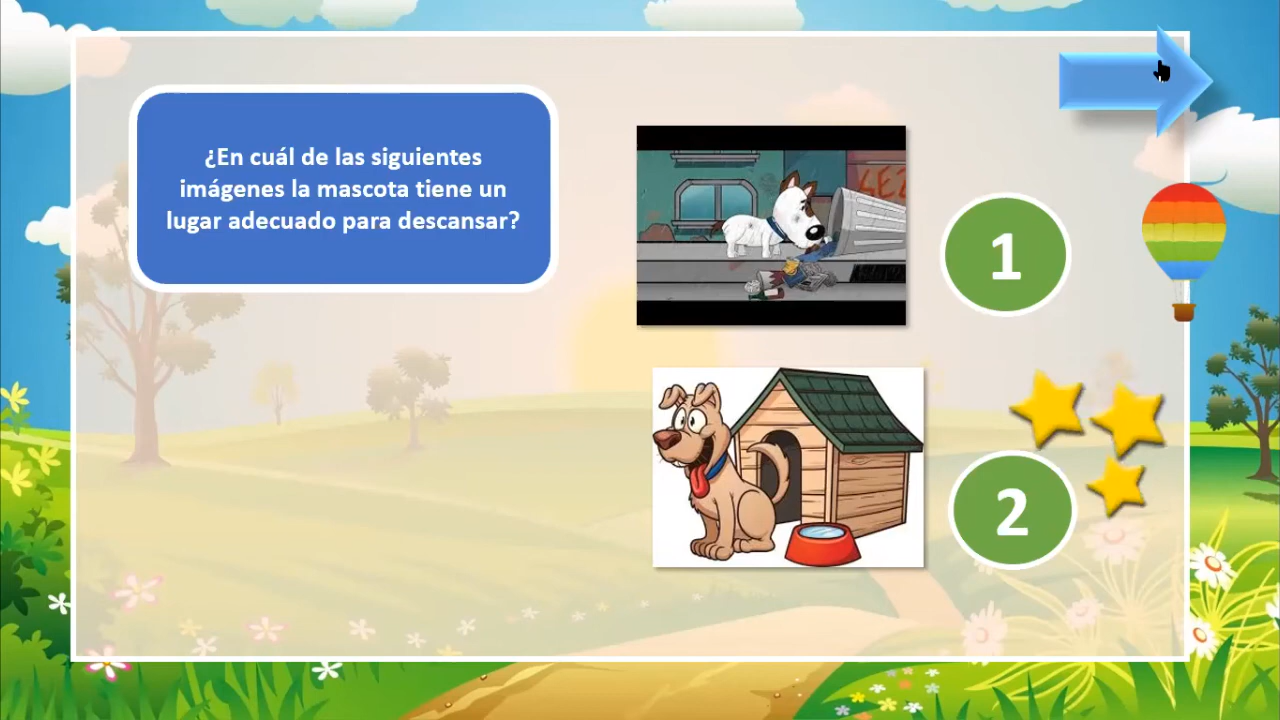 ¿En cuál de las siguientes
imágenes la mascota tiene un
lugar adecuado para descansar?
1
2